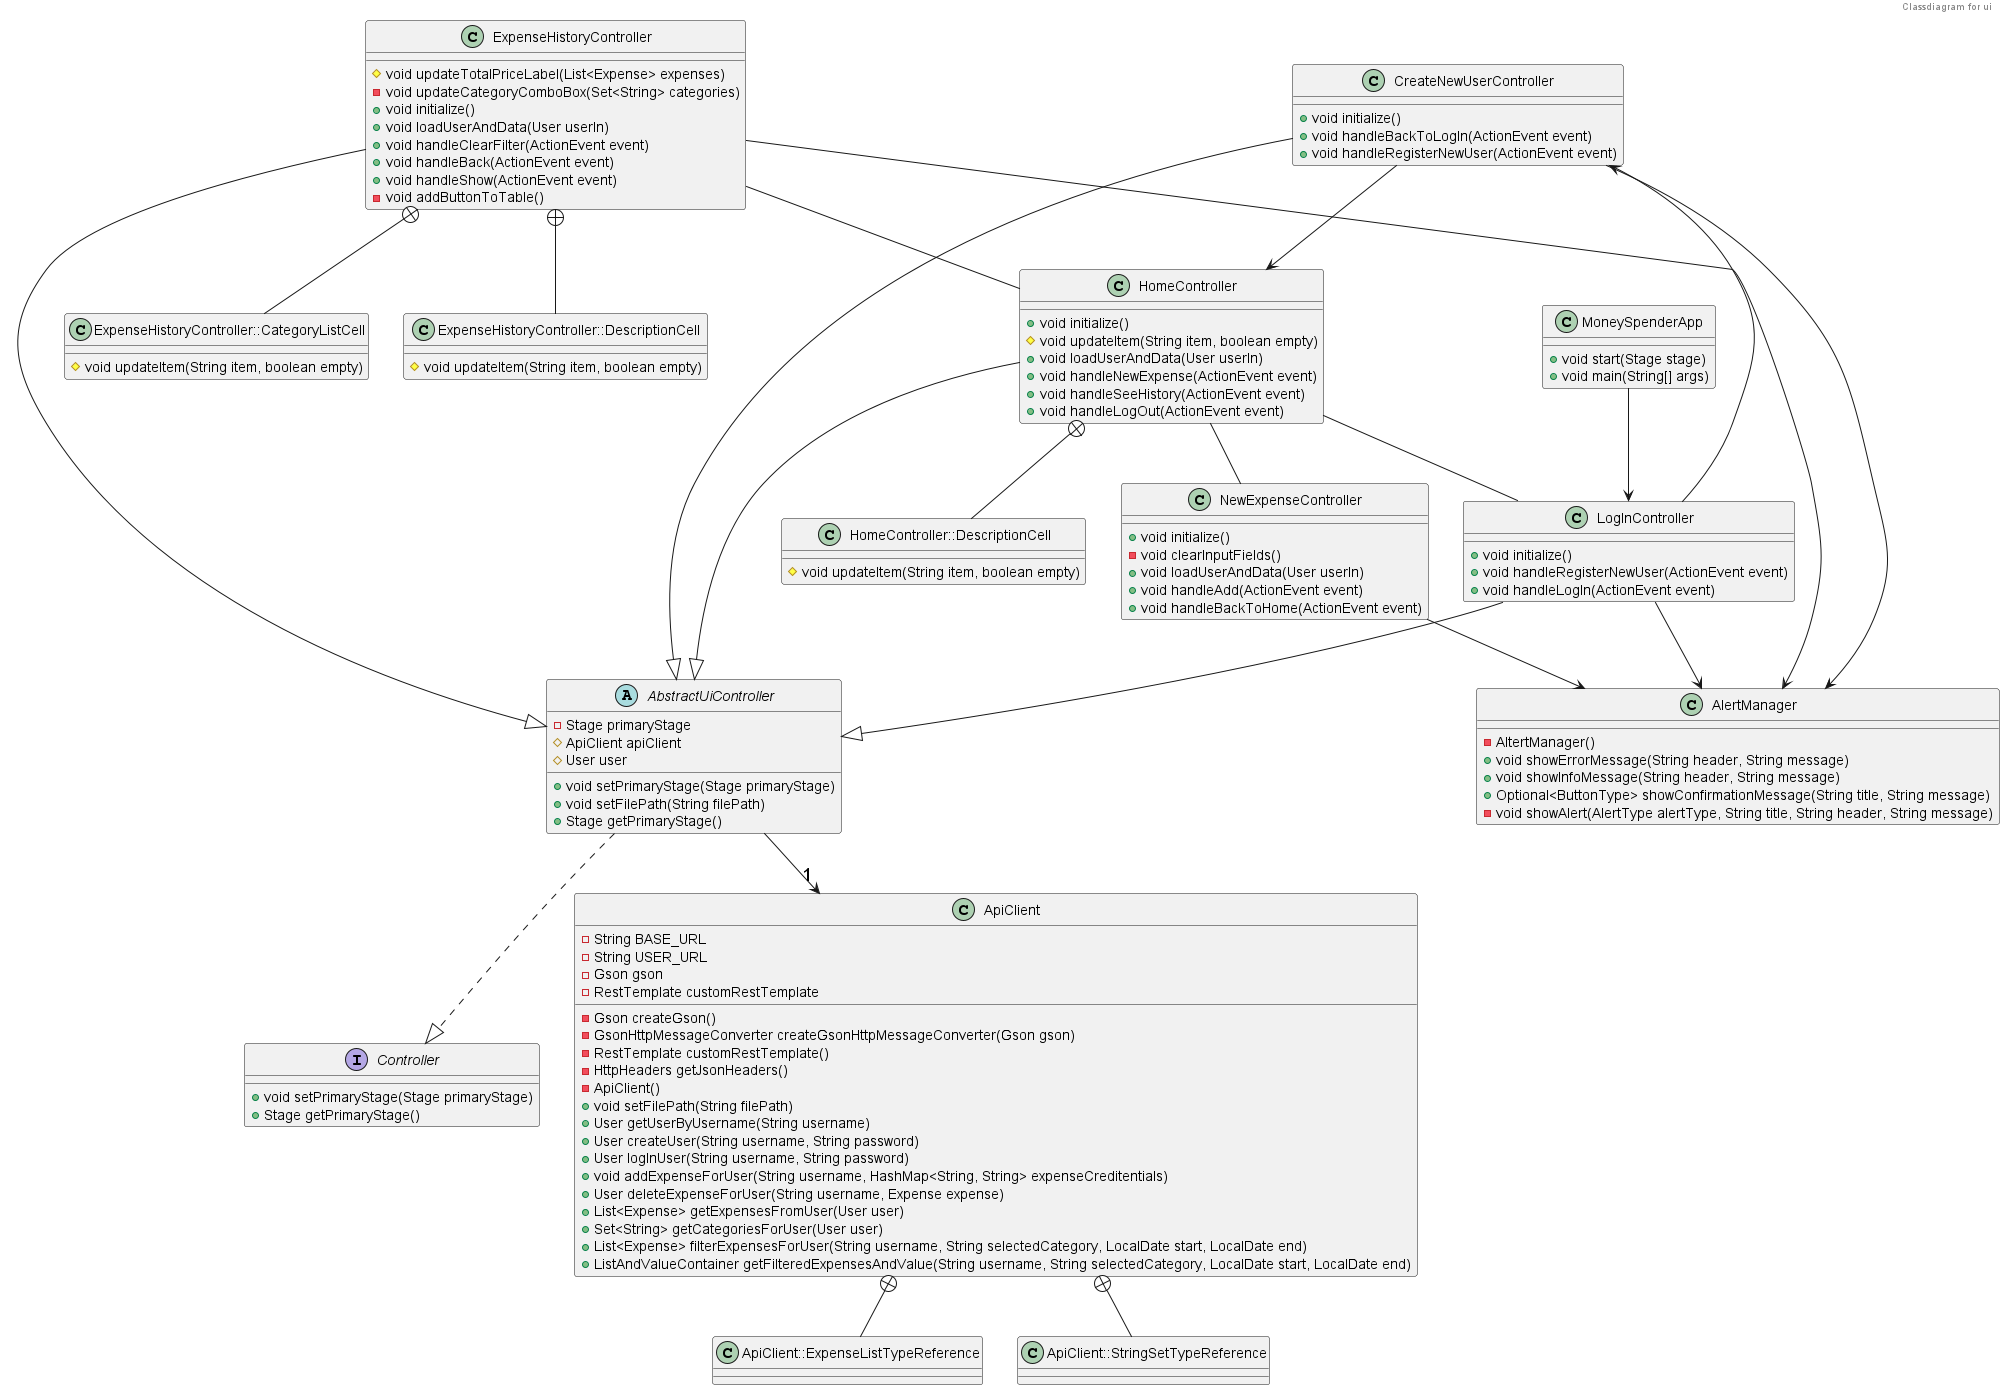 Classdiagram for ui
C ExpenseHistoryController
void updateTotalPriceLabel(List<Expense> expenses)
void updateCategoryComboBox(Set<String> categories)
void initialize()
void loadUserAndData(User userIn)
void handleClearFilter(ActionEvent event)
void handleBack(ActionEvent event)
void handleShow(ActionEvent event)
void addButtonToTable()
C CreateNewUserController
void initialize()
void handleBackToLogIn(ActionEvent event)
void handleRegisterNewUser(ActionEvent event)
C ExpenseHistoryController::CategoryListCell
void updateItem(String item, boolean empty)
C ExpenseHistoryController::DescriptionCell
void updateItem(String item, boolean empty)
C HomeController
void initialize()
void updateItem(String item, boolean empty)
void loadUserAndData(User userIn)
void handleNewExpense(ActionEvent event)
void handleSeeHistory(ActionEvent event)
void handleLogOut(ActionEvent event)
C MoneySpenderApp
void start(Stage stage)
void main(String[] args)
C HomeController::DescriptionCell
void updateItem(String item, boolean empty)
C NewExpenseController
void initialize()
void clearInputFields()
void loadUserAndData(User userIn)
void handleAdd(ActionEvent event)
void handleBackToHome(ActionEvent event)
C LogInController
void initialize()
void handleRegisterNewUser(ActionEvent event)
void handleLogIn(ActionEvent event)
A AbstractUiController
Stage primaryStage
ApiClient apiClient
User user
void setPrimaryStage(Stage primaryStage)
void setFilePath(String filePath)
Stage getPrimaryStage()
C AlertManager
AltertManager()
void showErrorMessage(String header, String message)
void showInfoMessage(String header, String message)
Optional<ButtonType> showConfirmationMessage(String title, String message)
void showAlert(AlertType alertType, String title, String header, String message)
1
C ApiClient
String BASE_URL
String USER_URL
Gson gson
RestTemplate customRestTemplate
Gson createGson()
GsonHttpMessageConverter createGsonHttpMessageConverter(Gson gson)
RestTemplate customRestTemplate()
HttpHeaders getJsonHeaders()
ApiClient()
void setFilePath(String filePath)
User getUserByUsername(String username)
User createUser(String username, String password)
User logInUser(String username, String password)
void addExpenseForUser(String username, HashMap<String, String> expenseCreditentials)
User deleteExpenseForUser(String username, Expense expense)
List<Expense> getExpensesFromUser(User user)
Set<String> getCategoriesForUser(User user)
List<Expense> filterExpensesForUser(String username, String selectedCategory, LocalDate start, LocalDate end)
ListAndValueContainer getFilteredExpensesAndValue(String username, String selectedCategory, LocalDate start, LocalDate end)
I Controller
void setPrimaryStage(Stage primaryStage)
Stage getPrimaryStage()
C ApiClient::ExpenseListTypeReference
C ApiClient::StringSetTypeReference